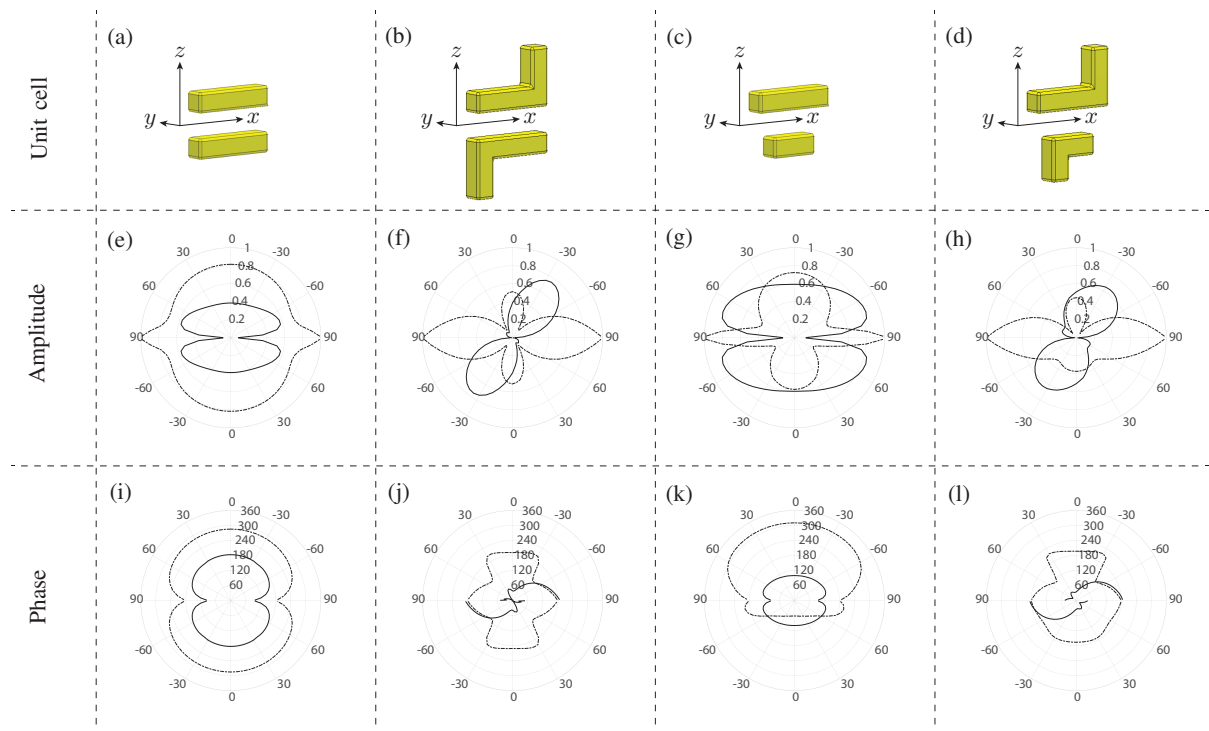 (a) (b) (c) (d)
Unit cell
z z z z
y x y x y x y x
(e) (f) (g) (h)
Amplitude
0 0 0 0
30 1 -30 30 1 -30 30 1 -30 30 1 -30
0.8 0.8 0.8 0.8
60 0.6 -60 60 0.6 -60 60 0.6 -60 60 0.6 -60
0.4 0.4 0.4 0.4
0.2 0.2 0.2 0.2
90 90 90 90 90 90 90 90
-60 60 -60 60 -60 60 -60 60
-30 30 -30 30 -30 30 -30 30
0 0 0 0
(i) (j) (k) (l)
Phase
0 0 0 0
30 360 -30 30 360 -30 30 360 -30 30 360 -30
300 300 300 300
60 240 -60 60 240 -60 60 240 -60 60 240 -60
180 180 180 180
120 120 120 120
60 60 60 60
90 90 90 90 90 90 90 90
-60 60 -60 60 -60 60 -60 60
-30 30 -30 30 -30 30 -30 30
0 0 0 0